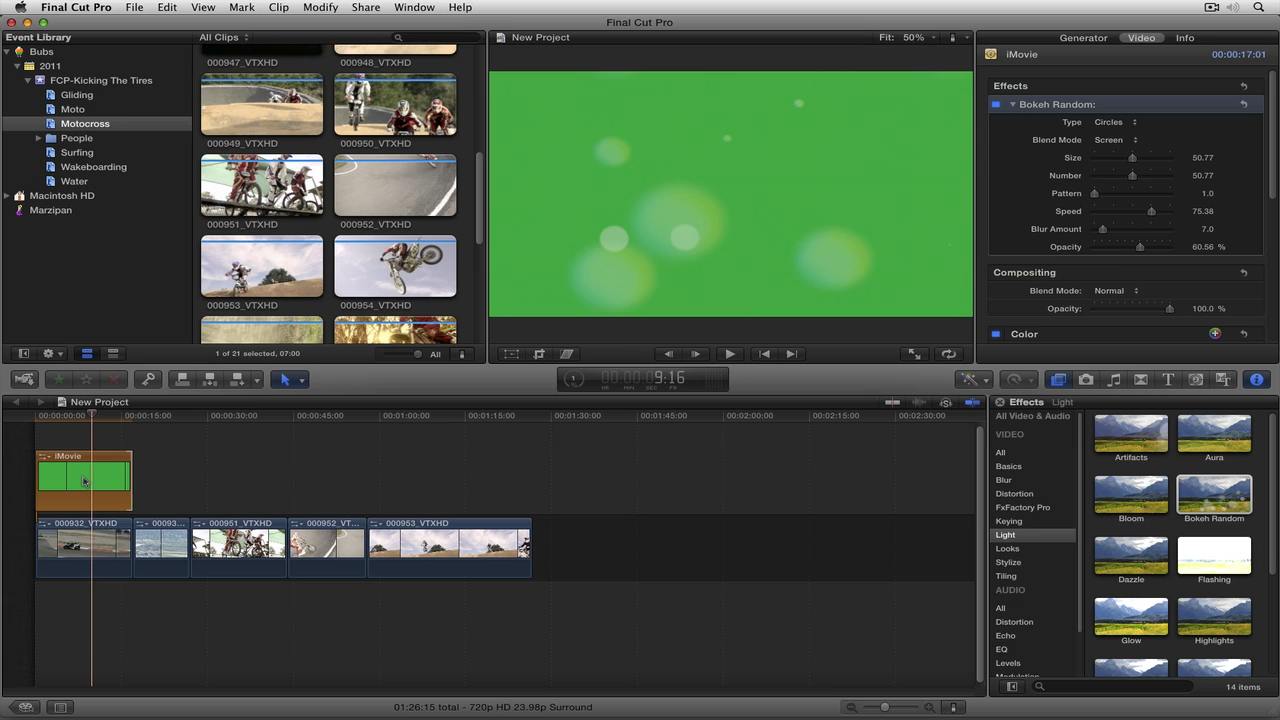 Final Cut Pro File Edit View Mark Clip Modify Share Window Help
Final Cut Pro
Event Library
Bubs
2011
FCP-Kicking The Tires
Gliding
Moto
Motocross
People
Surfing
Wakeboarding
Water
Macintosh HD
Marzipan
All Clips
000947_VTXHD 000948_VTXHD
000949_VTXHD 000950_VTXHD
000951_VTXHD 000952_VTXHD
000953_VTXHD 000954_VTXHD
1 of 21 selected, 07:00
All
New Project
Fit: 50%
Generator Video Info
iMovie 00:00:17:01
Effects
Bokeh Random:
Type Circles
Blend Mode Screen
Size 50.77
Number 50.77
Pattern 1.0
Speed 75.38
Blur Amount 7.0
Opacity 60.56 %
Compositing
Blend Mode: Normal
Opacity: 100.0 %
Color
00:00:09:16
HR MIN SEC FR
New Project
00:00:00:00 00:00:15:00 00:00:30:00 00:00:45:00 00:01:00:00 00:01:15:00 00:01:30:00 00:01:45:00 00:02:00:00 00:02:15:00 00:02:30:00
iMovie
000932_VTXHD 00093... 000951_VTXHD 000952_VT... 000953_VTXHD
Effects Light
All Video & Audio
VIDEO
All
Basics
Blur
Distortion
FxFactory Pro
Keying
Light
Looks
Stylize
Tiling
AUDIO
All
Distortion
Echo
EQ
Levels
Modulation
Artifacts Aura
Bloom Bokeh Random
Dazzle Flashing
Glow Highlights
14 items
01:26:15 total - 720p HD 23.98p Surround